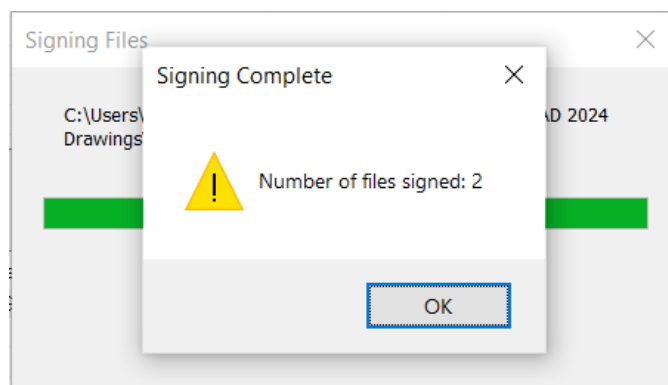 Signing Files
Signing Complete
C:\Users\
AD 2024
Drawings\
Number of files signed: 2
OK